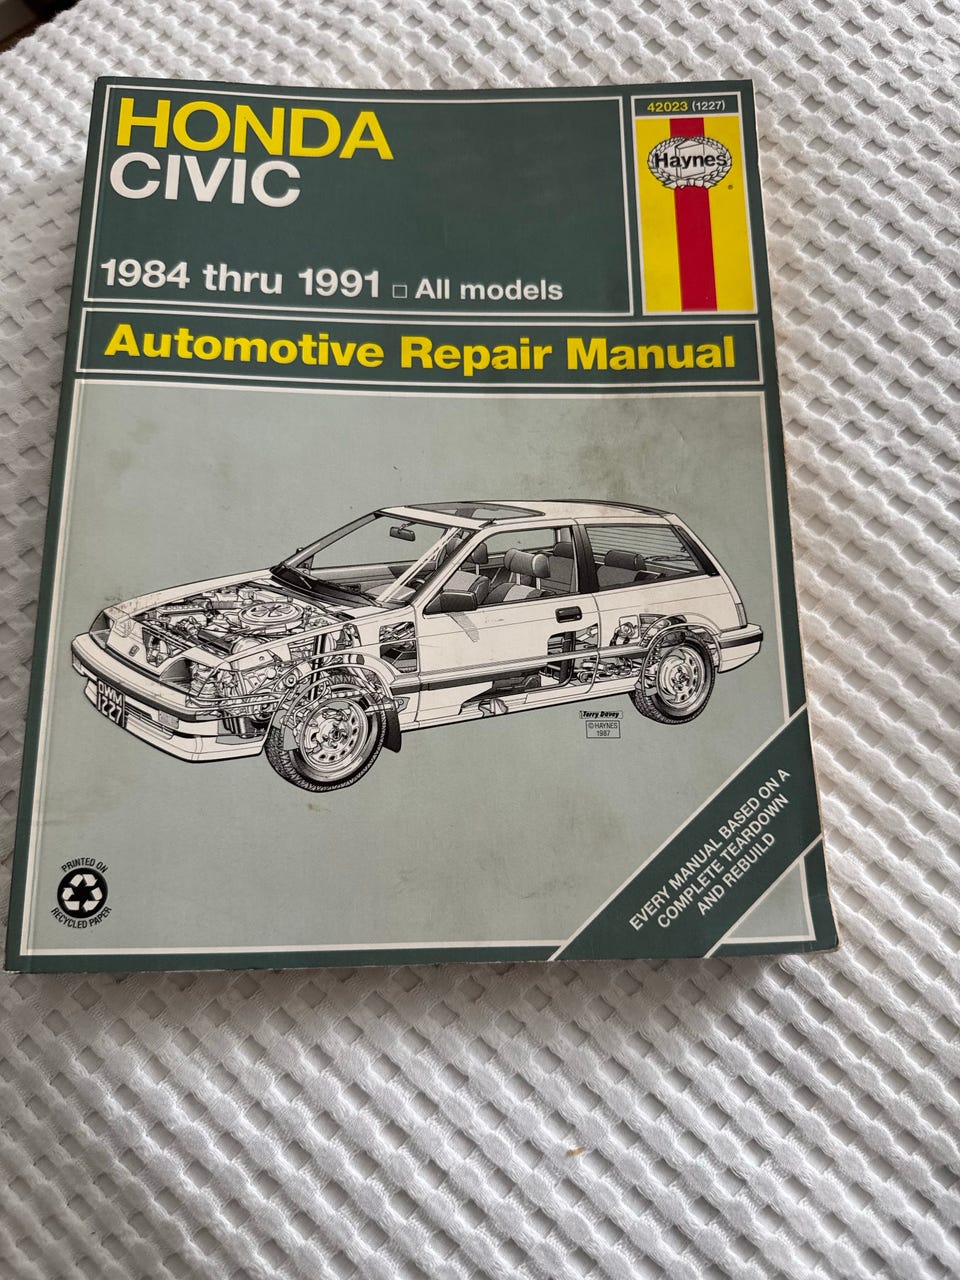 HONDA
CIVIC
1984 thru 1991 □ All models
42023 (1227)
Haynes
®
Automotive Repair Manual
DWM
1227
Terry Davey
© HAYNES
1987
PRINTED ON
RECYCLED PAPER
EVERY MANUAL BASED ON A
COMPLETE TEARDOWN
AND REBUILD